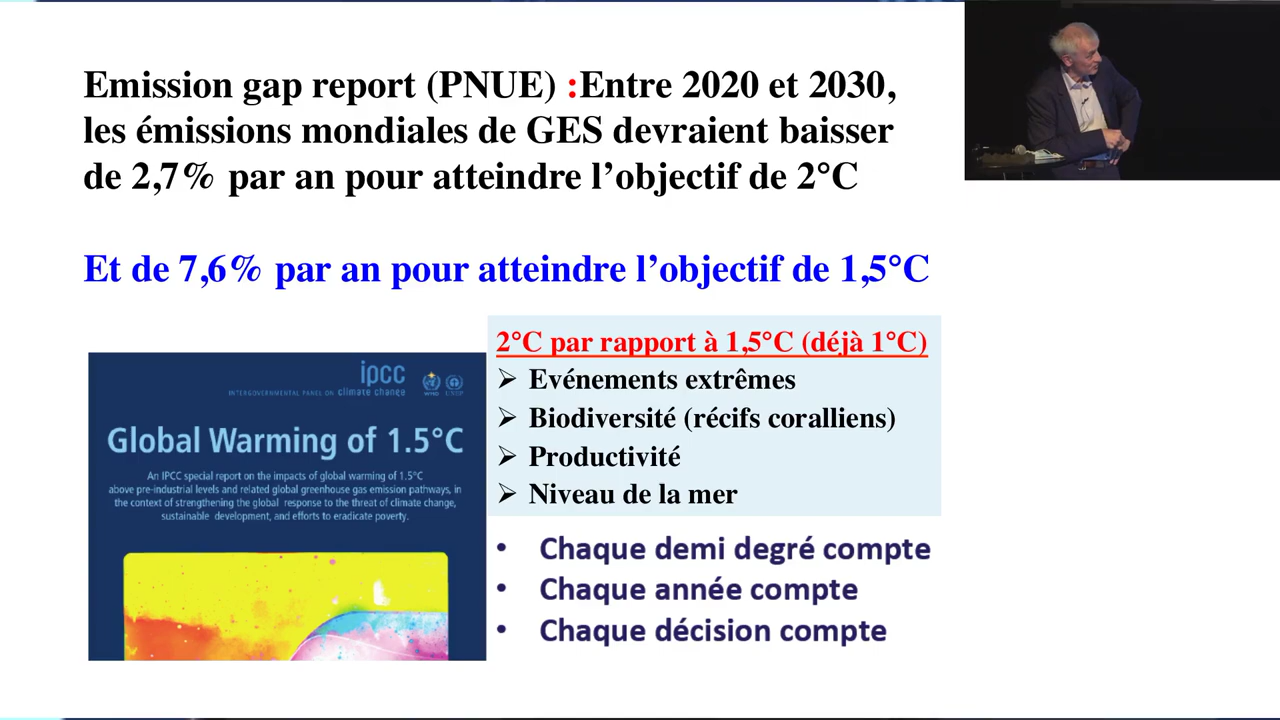 Emission gap report (PNUE) :Entre 2020 et 2030,
les émissions mondiales de GES devraient baisser
de 2,7% par an pour atteindre l’objectif de 2°C
Et de 7,6% par an pour atteindre l’objectif de 1,5°C
ipcc
INTERGOVERNMENTAL PANEL ON climate change
WMO UNEP
Global Warming of 1.5°C
An IPCC special report on the impacts of global warming of 1.5°C
above pre-industrial levels and related global greenhouse gas emission pathways, in
the context of strengthening the global response to the threat of climate change,
sustainable development, and efforts to eradicate poverty.
2°C par rapport à 1,5°C (déjà 1°C)
➢ Evénements extrêmes
➢ Biodiversité (récifs coralliens)
➢ Productivité
➢ Niveau de la mer
• Chaque demi degré compte
• Chaque année compte
• Chaque décision compte